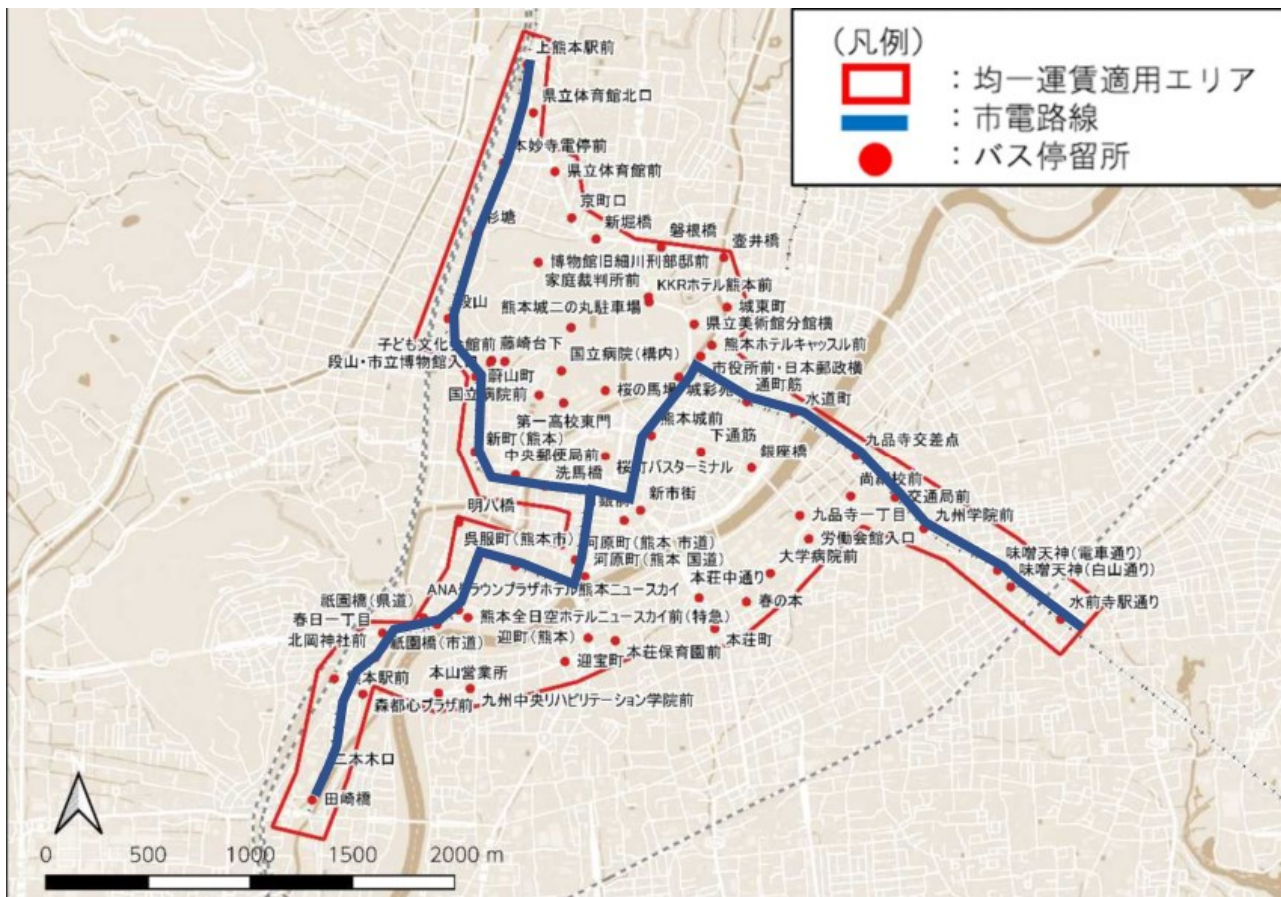 (凡例)
：均一運賃適用エリア
：市電路線
：バス停留所
上熊本駅前
県立体育館北口
本妙寺電停前
県立体育館前
京町口
杉塘
新堀橋
磐根橋
壷井橋
博物館旧細川刑部邸前
家庭裁判所前
KKRホテル熊本前
段山
熊本城二の丸駐車場
城東町
県立美術館分館横
子ども文化会館前
藤崎台下
熊本ホテルキャッスル前
段山・市立博物館入
国立病院(構内)
市役所前・日本郵政横
蔚山町
通町筋
国立病院前
桜の馬場
城彩苑
水道町
第一高校東門
熊本城前
下通筋
新町(熊本)
九品寺交差点
中央郵便局前
洗馬橋
桜町バスターミナル
銀座橋
尚絅校前
新市街
交通局前
明八橋
九品寺一丁目
九州学院前
呉服町(熊本市)
河原町(熊本 市道)
労働会館入口
河原町(熊本 国道)
大学病院前
味噌天神(電車通り)
本荘中通り
味噌天神(白山通り)
ANAクラウンプラザホテル熊本ニュースカイ
祇園橋(県道)
春の本
水前寺駅通り
春日一丁目
熊本全日空ホテルニュースカイ前(特急)
北岡神社前
祇園橋(市道)
迎町(熊本)
本荘町
本荘保育園前
迎宝町
本山営業所
熊本駅前
森都心プラザ前
九州中央リハビリテーション学院前
二本木口
田崎橋
0 500 1000 1500 2000 m